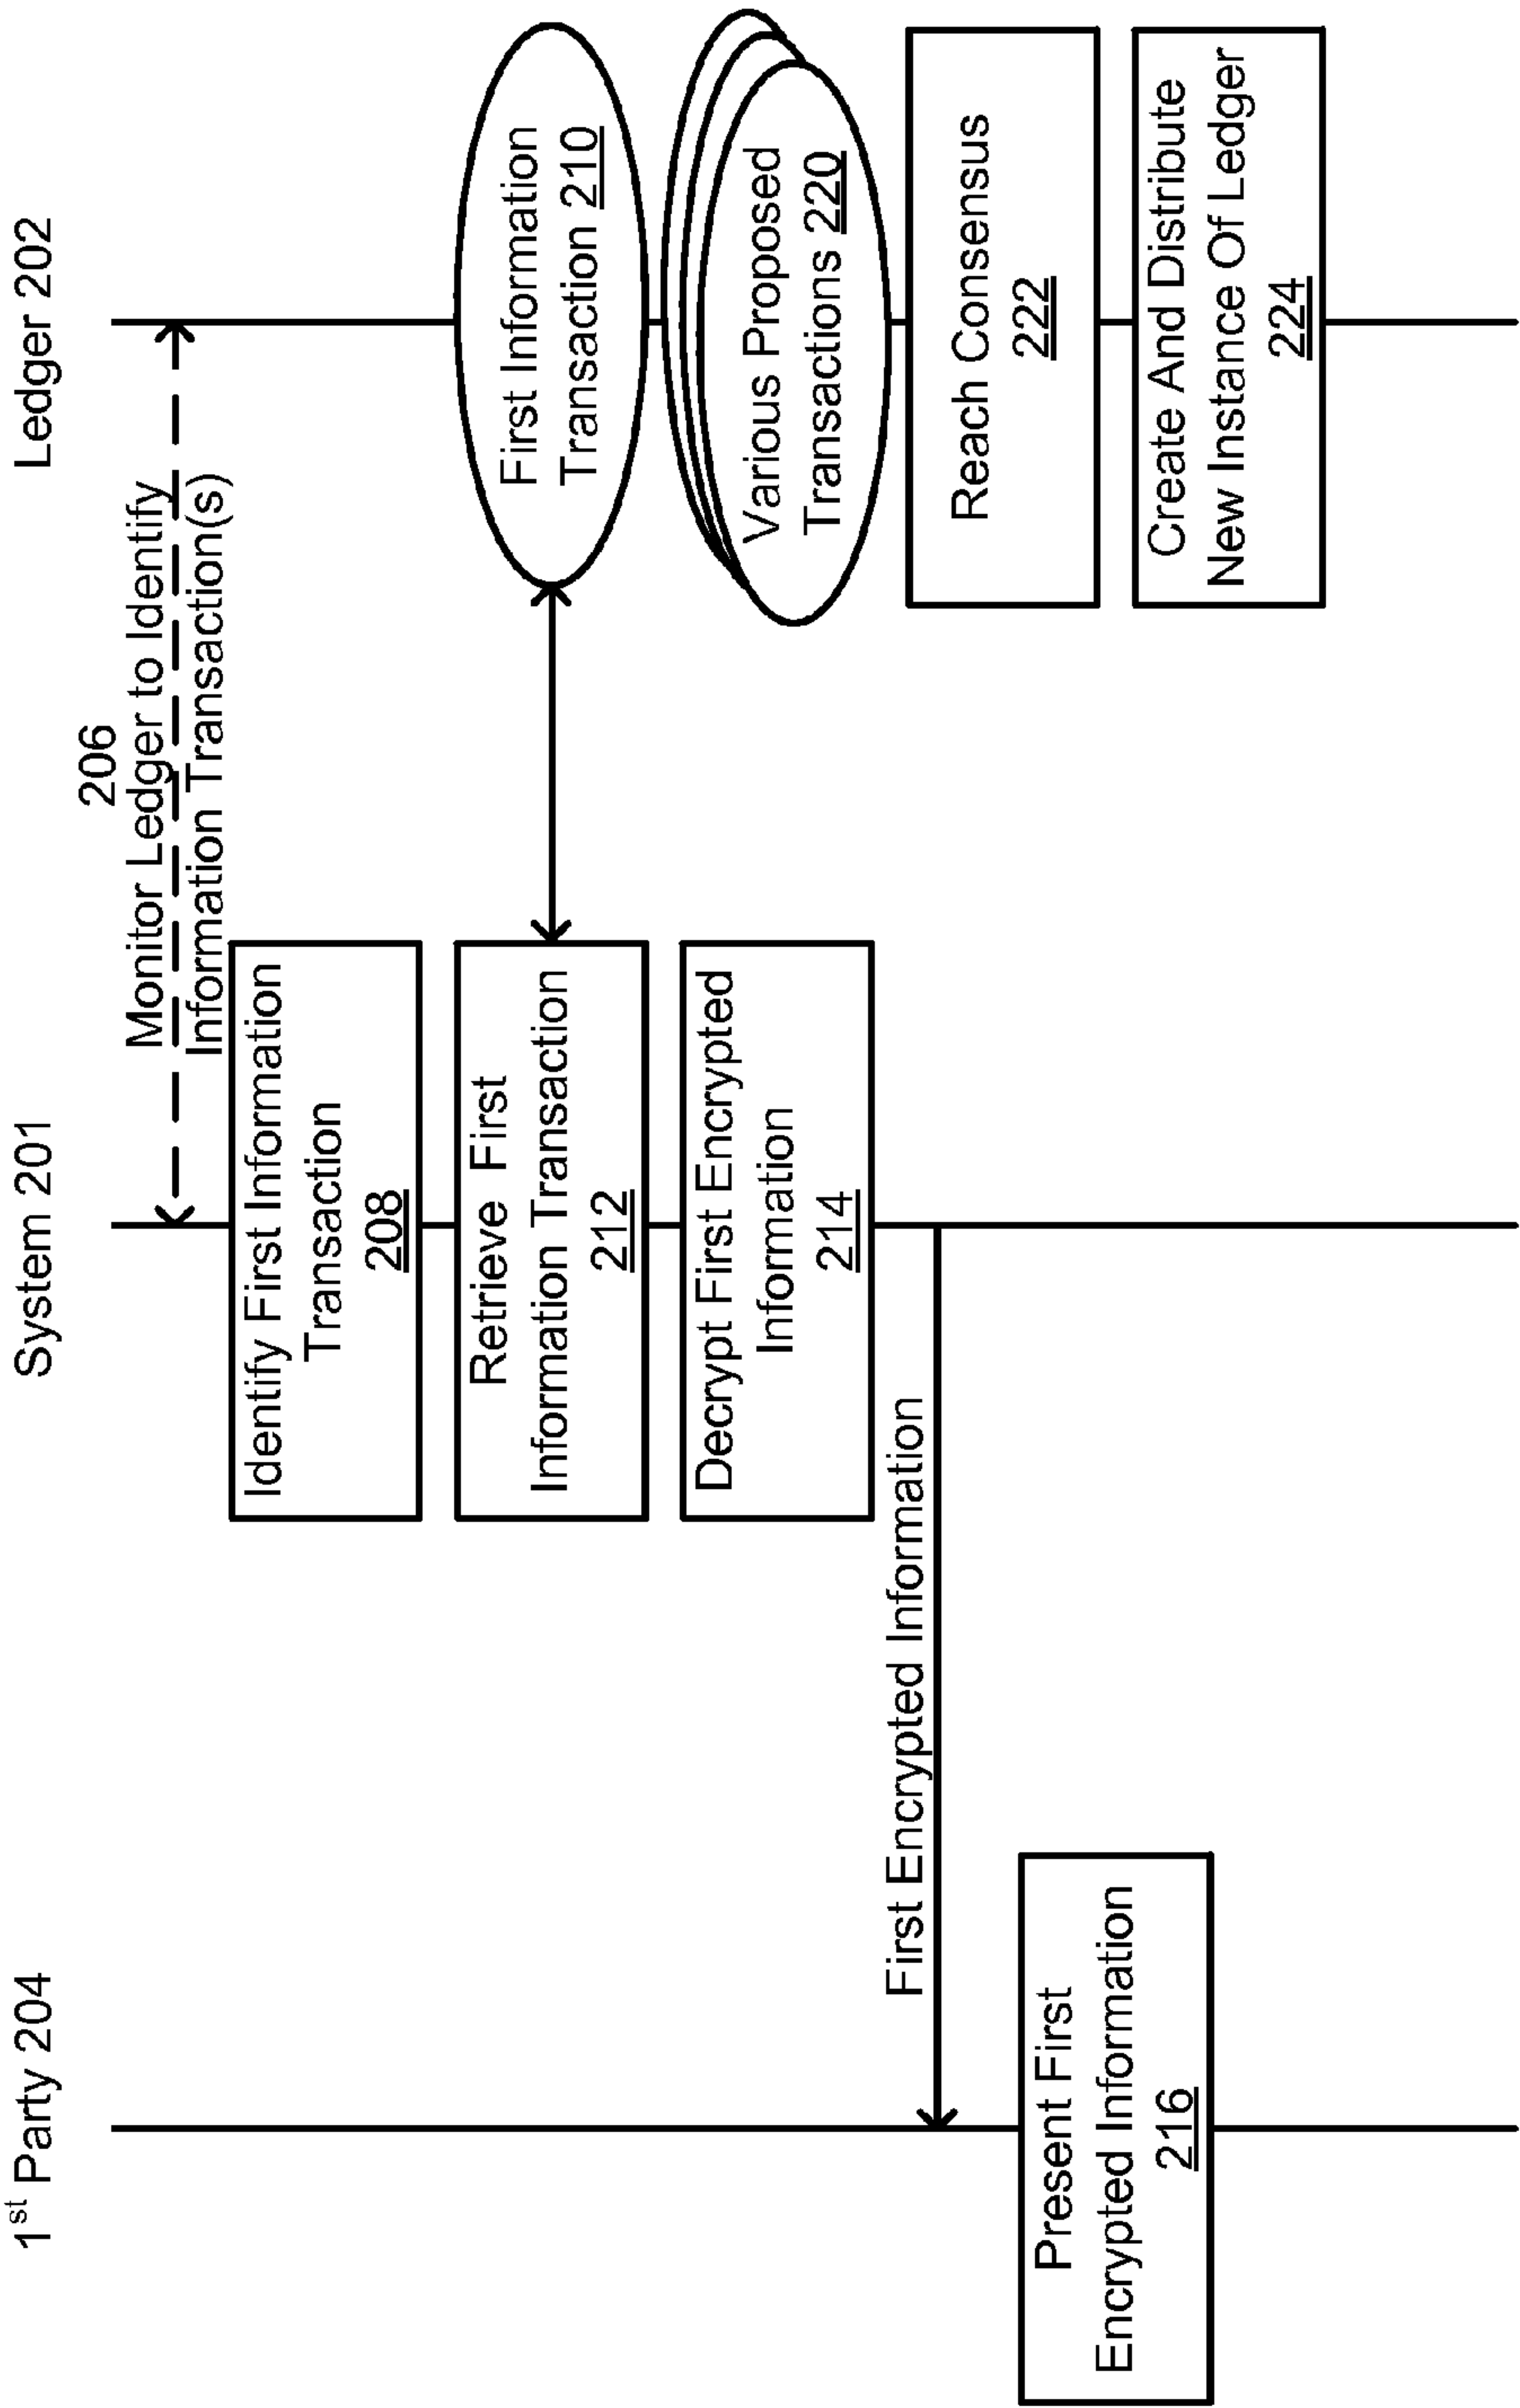 1st Party 204
System 201
Ledger 202
206
Monitor Ledger to Identify
Information Transaction(s)
Identify First Information
Transaction
208
Retrieve First
Information Transaction
212
First Information
Transaction 210
Decrypt First Encrypted
Information
214
Various Proposed
Transactions 220
First Encrypted Information
Reach Consensus
222
Present First
Encrypted Information
216
Create And Distribute
New Instance Of Ledger
224